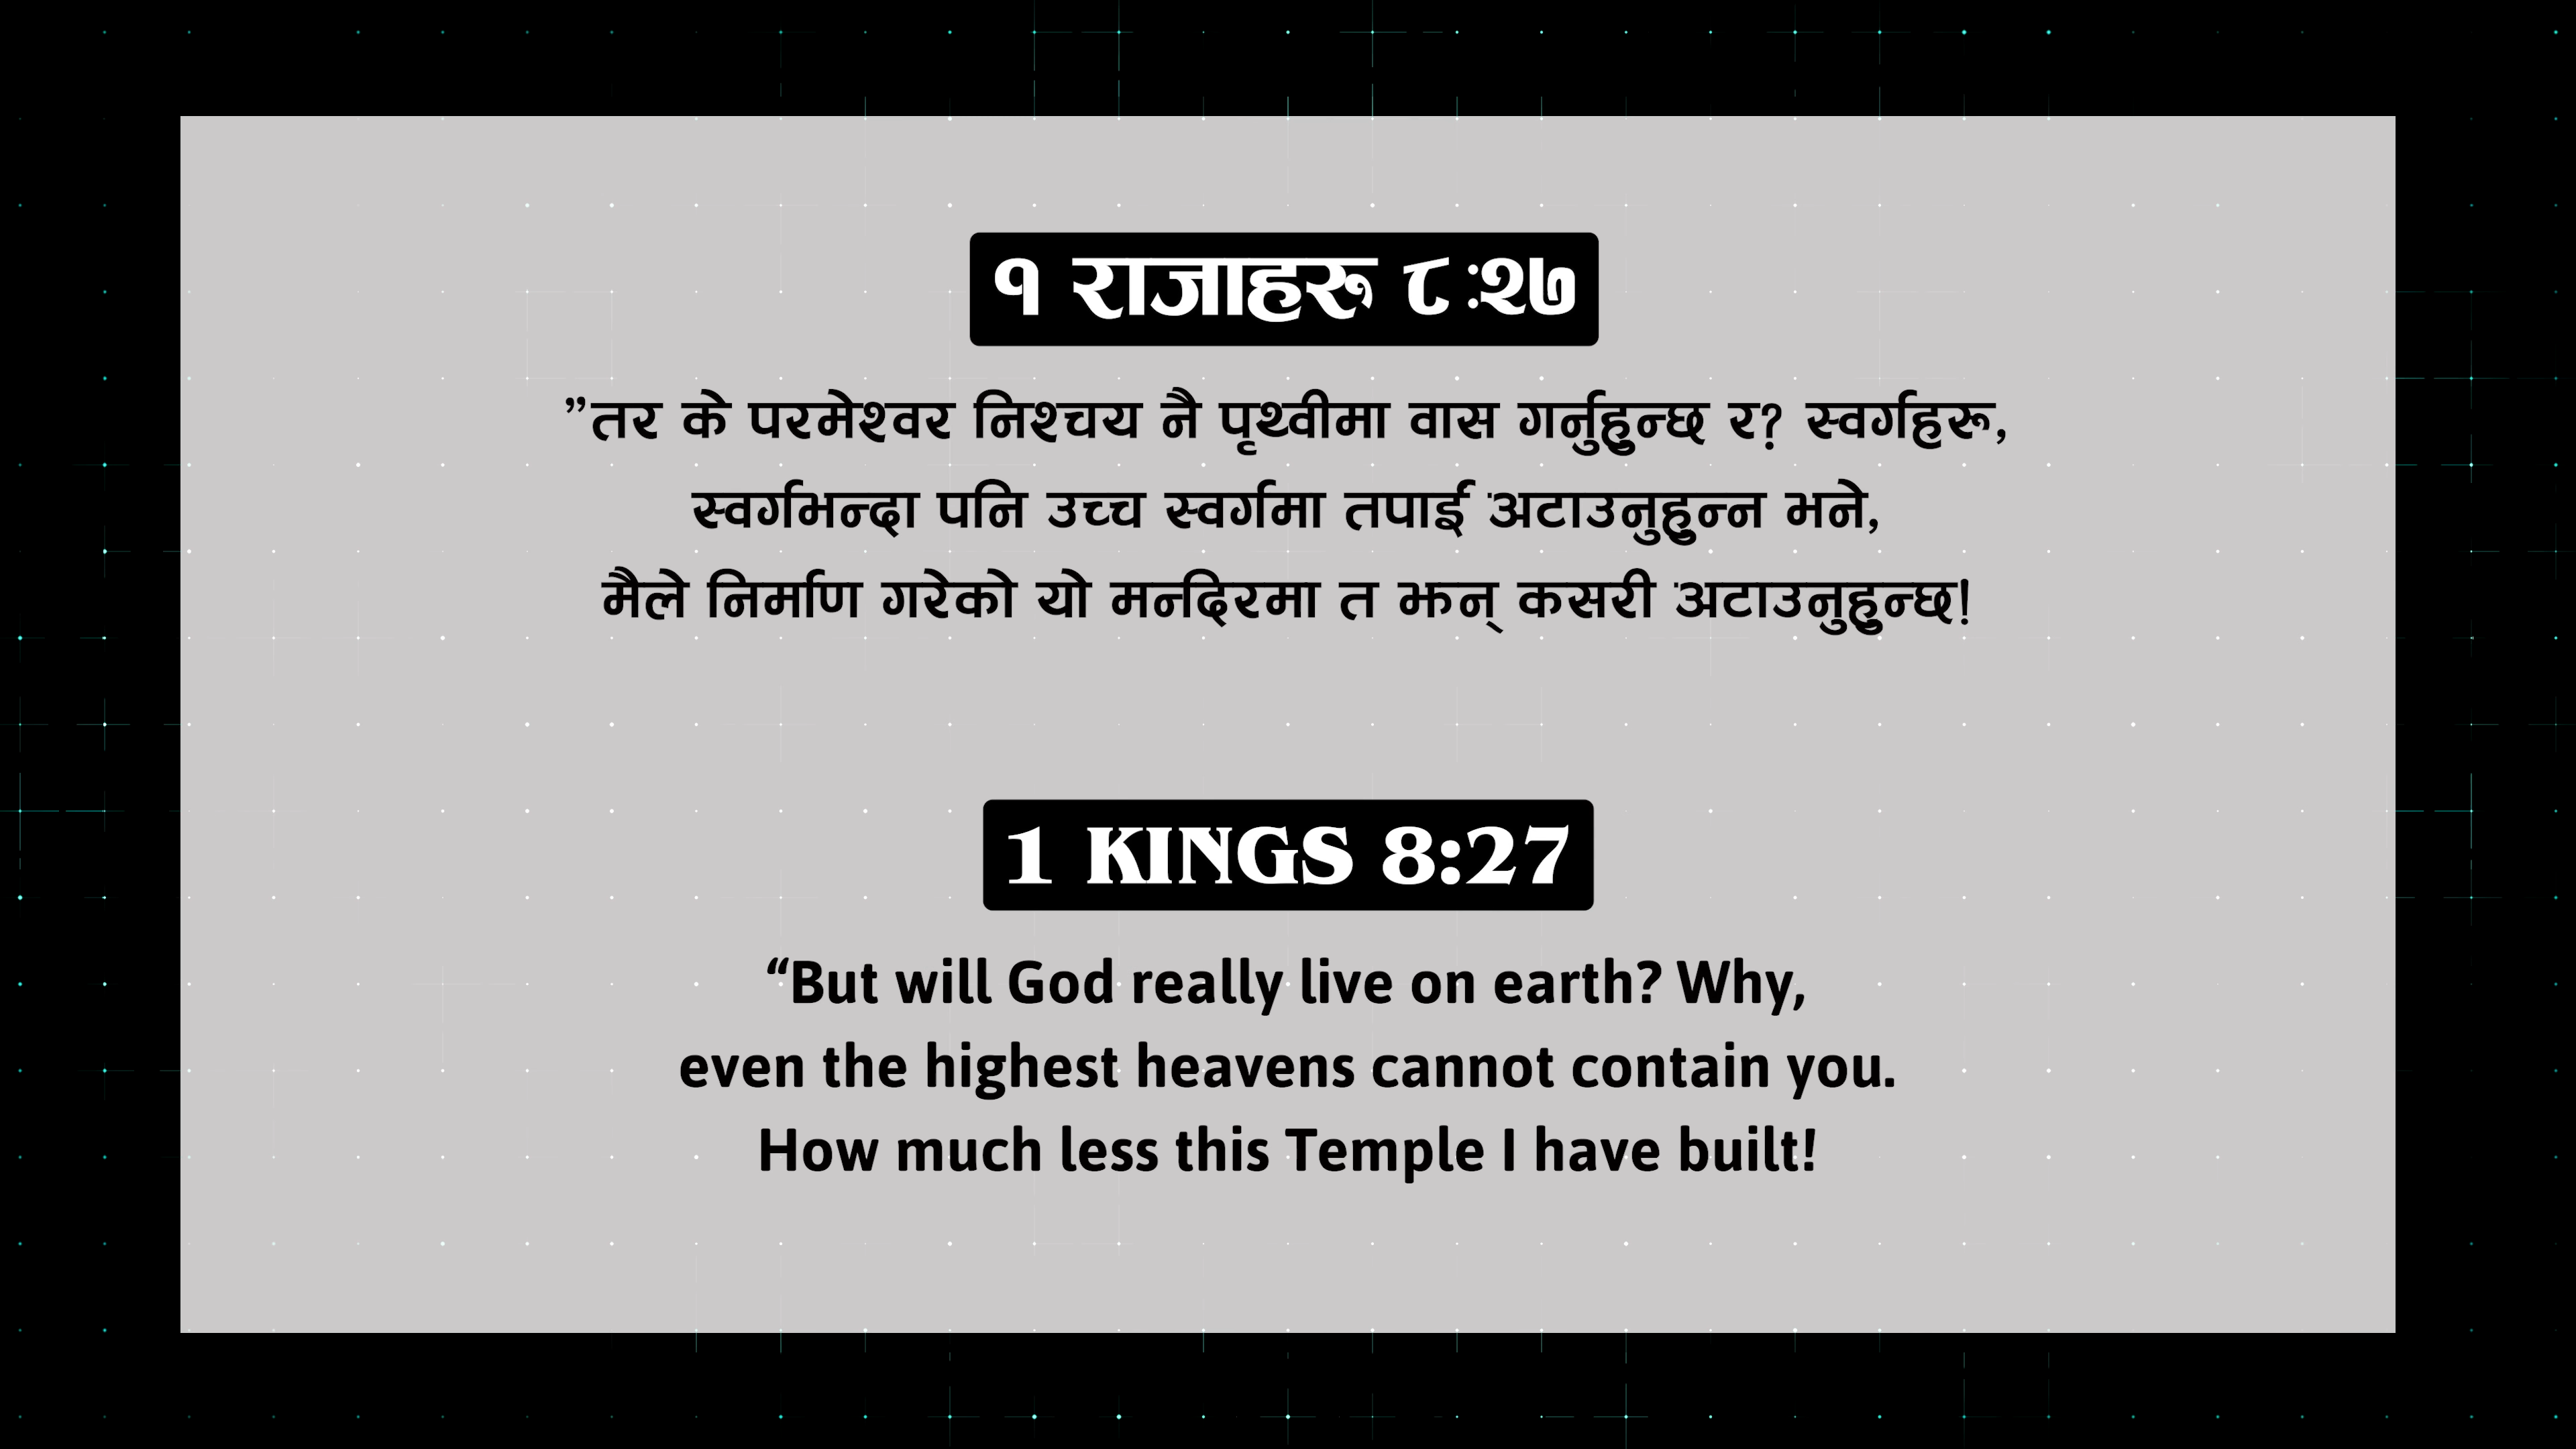 १ राजाहरु ८:२७
”तर के परमेश्वर निश्चय नै पृथ्वीमा वास गर्नुहुन्छ र? स्वर्गहरू,
स्वर्गभन्दा पनि उच्च स्वर्गमा तपाईं अटाउनुहुन्न भने,
मैले निर्माण गरेको यो मन्दिरमा त झन् कसरी अटाउनुहुन्छ!
1 KINGS 8:27
“But will God really live on earth? Why,
even the highest heavens cannot contain you.
How much less this Temple I have built!